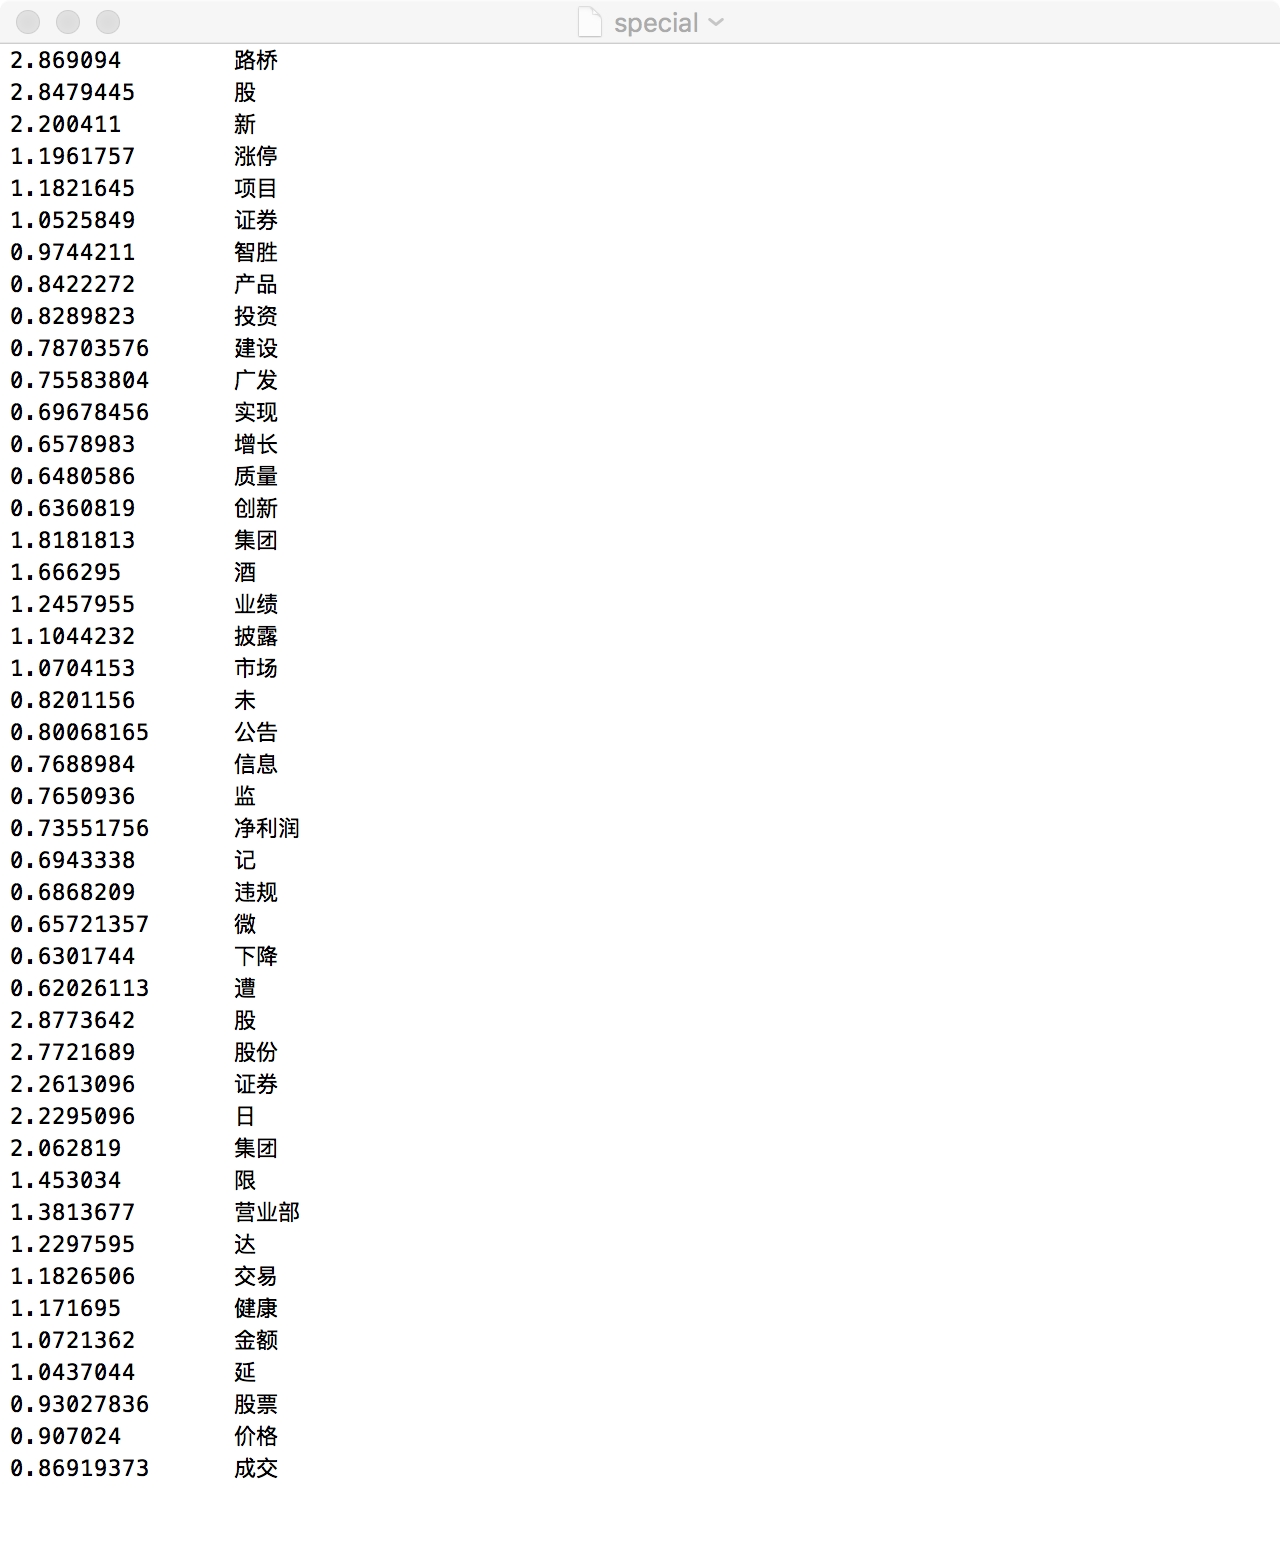 special
2.869094 路桥
2.8479445 股
2.200411 新
1.1961757 涨停
1.1821645 项目
1.0525849 证券
0.9744211 智胜
0.8422272 产品
0.8289823 投资
0.78703576 建设
0.75583804 广发
0.69678456 实现
0.6578983 增长
0.6480586 质量
0.6360819 创新
1.8181813 集团
1.666295 酒
1.2457955 业绩
1.1044232 披露
1.0704153 市场
0.8201156 未
0.80068165 公告
0.7688984 信息
0.7650936 监
0.73551756 净利润
0.6943338 记
0.6868209 违规
0.65721357 微
0.6301744 下降
0.62026113 遭
2.8773642 股
2.7721689 股份
2.2613096 证券
2.2295096 日
2.062819 集团
1.453034 限
1.3813677 营业部
1.2297595 达
1.1826506 交易
1.171695 健康
1.0721362 金额
1.0437044 延
0.93027836 股票
0.907024 价格
0.86919373 成交